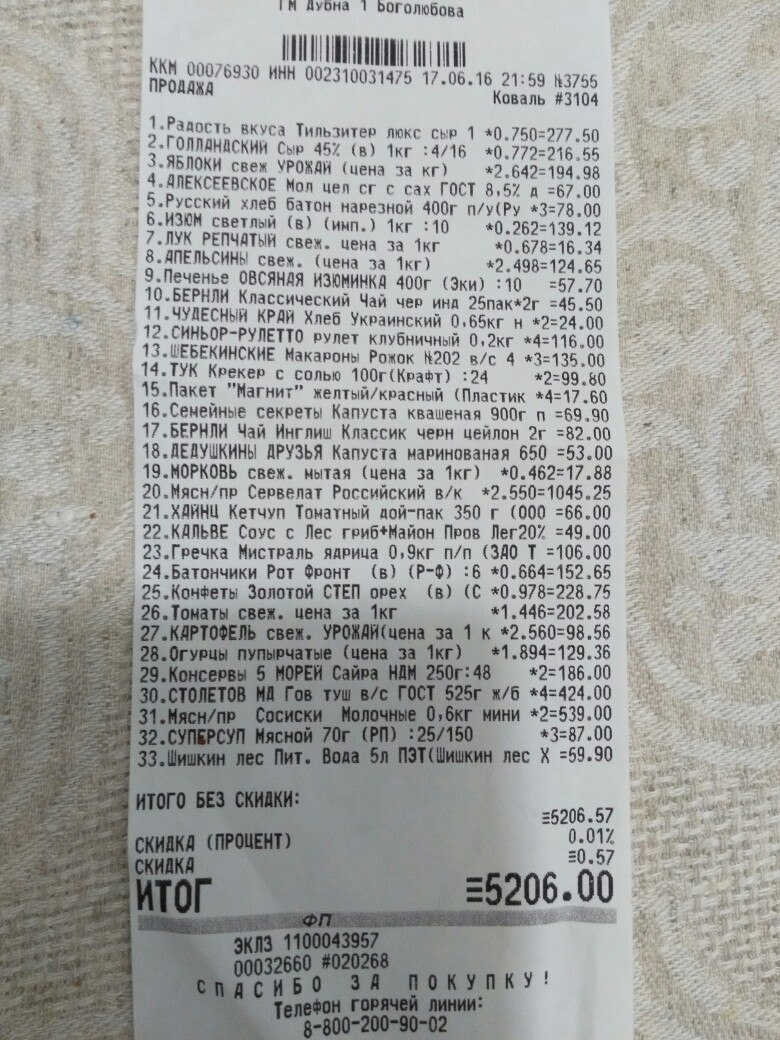 ГМ Дубна 1 Боголюбова
ККМ 00076930 ИНН 002310031475 17.06.16 21:59 №3755
ПРОДАЖА Коваль #3104
1.Радость вкуса Тильзитер люкс сыр 1 *0.750=277.50
2.ГОЛЛАНДСКИЙ Сыр 45% (в) 1кг :4/16 *0.772=216.55
3.ЯБЛОКИ свеж УРОЖАЙ (цена за кг) *2.642=194.98
4.АЛЕКСЕЕВСКОЕ Мол цел сг с сах ГОСТ 8,5% д =67.00
5.Русский хлеб батон нарезной 400г п/у(Ру *3=78.00
6.ИЗЮМ светлый (в) (имп.) 1кг :10 *0.262=139.12
7.ЛУК РЕПЧАТЫЙ свеж. цена за 1кг *0.678=16.34
8.АПЕЛЬСИНЫ свеж. (цена за 1кг) *2.498=124.65
9.Печенье ОВСЯНАЯ ИЗЮМИНКА 400г (Эки) :10 =57.70
10.БЕРНЛИ Классический Чай чер инд 25пак*2г =45.50
11.ЧУДЕСНЫЙ КРАЙ Хлеб Украинский 0,65кг н *2=24.00
12.СИНЬОР-РУЛЕТТО рулет клубничный 0,2кг *4=116.00
13.ШЕБЕКИНСКИЕ Макароны Рожок №202 в/с 4 *3=135.00
14.ТУК Крекер с солью 100г(Крафт) :24 *2=99.80
15.Пакет "Магнит" желтый/красный (Пластик *4=17.60
16.Семейные секреты Капуста квашеная 900г п =69.90
17.БЕРНЛИ Чай Инглиш Классик черн цейлон 2г =82.00
18.ДЕДУШКИНЫ ДРУЗЬЯ Капуста маринованая 650 =53.00
19.МОРКОВЬ свеж. мытая (цена за 1кг) *0.462=17.88
20.Мясн/пр Сервелат Российский в/к *2.550=1045.25
21.ХАЙНЦ Кетчуп Томатный дой-пак 350 г (ООО =66.00
22.КАЛЬВЕ Соус с Лес гриб+Майон Пров Лег20% =49.00
23.Гречка Мистраль ядрица 0,9кг п/п (ЗАО Т =106.00
24.Батончики Рот Фронт (в) (Р-Ф) :6 *0.664=152.65
25.Конфеты Золотой СТЕП орех (в) (С *0.978=228.75
26.Томаты свеж. цена за 1кг *1.446=202.58
27.КАРТОФЕЛЬ свеж. УРОЖАЙ(цена за 1 к *2.560=98.56
28.Огурцы пупырчатые (цена за 1кг) *1.894=129.36
29.Консервы 5 МОРЕЙ Сайра НДМ 250г:48 *2=186.00
30.СТОЛЕТОВ МД Гов туш в/с ГОСТ 525г ж/б *4=424.00
31.Мясн/пр Сосиски Молочные 0,6кг мини *2=539.00
32.СУПЕРСУП Мясной 70г (РП) :25/150 *3=87.00
33.Шишкин лес Пит. Вода 5л ПЭТ(Шишкин лес Х =59.90
ИТОГО БЕЗ СКИДКИ:
≡5206.57
СКИДКА (ПРОЦЕНТ) 0.01%
СКИДКА ≡0.57
ИТОГ ≡5206.00
ФП
ЭКЛЗ 1100043957
00032660 #020268
СПАСИБО ЗА ПОКУПКУ!
Телефон горячей линии:
8-800-200-90-02